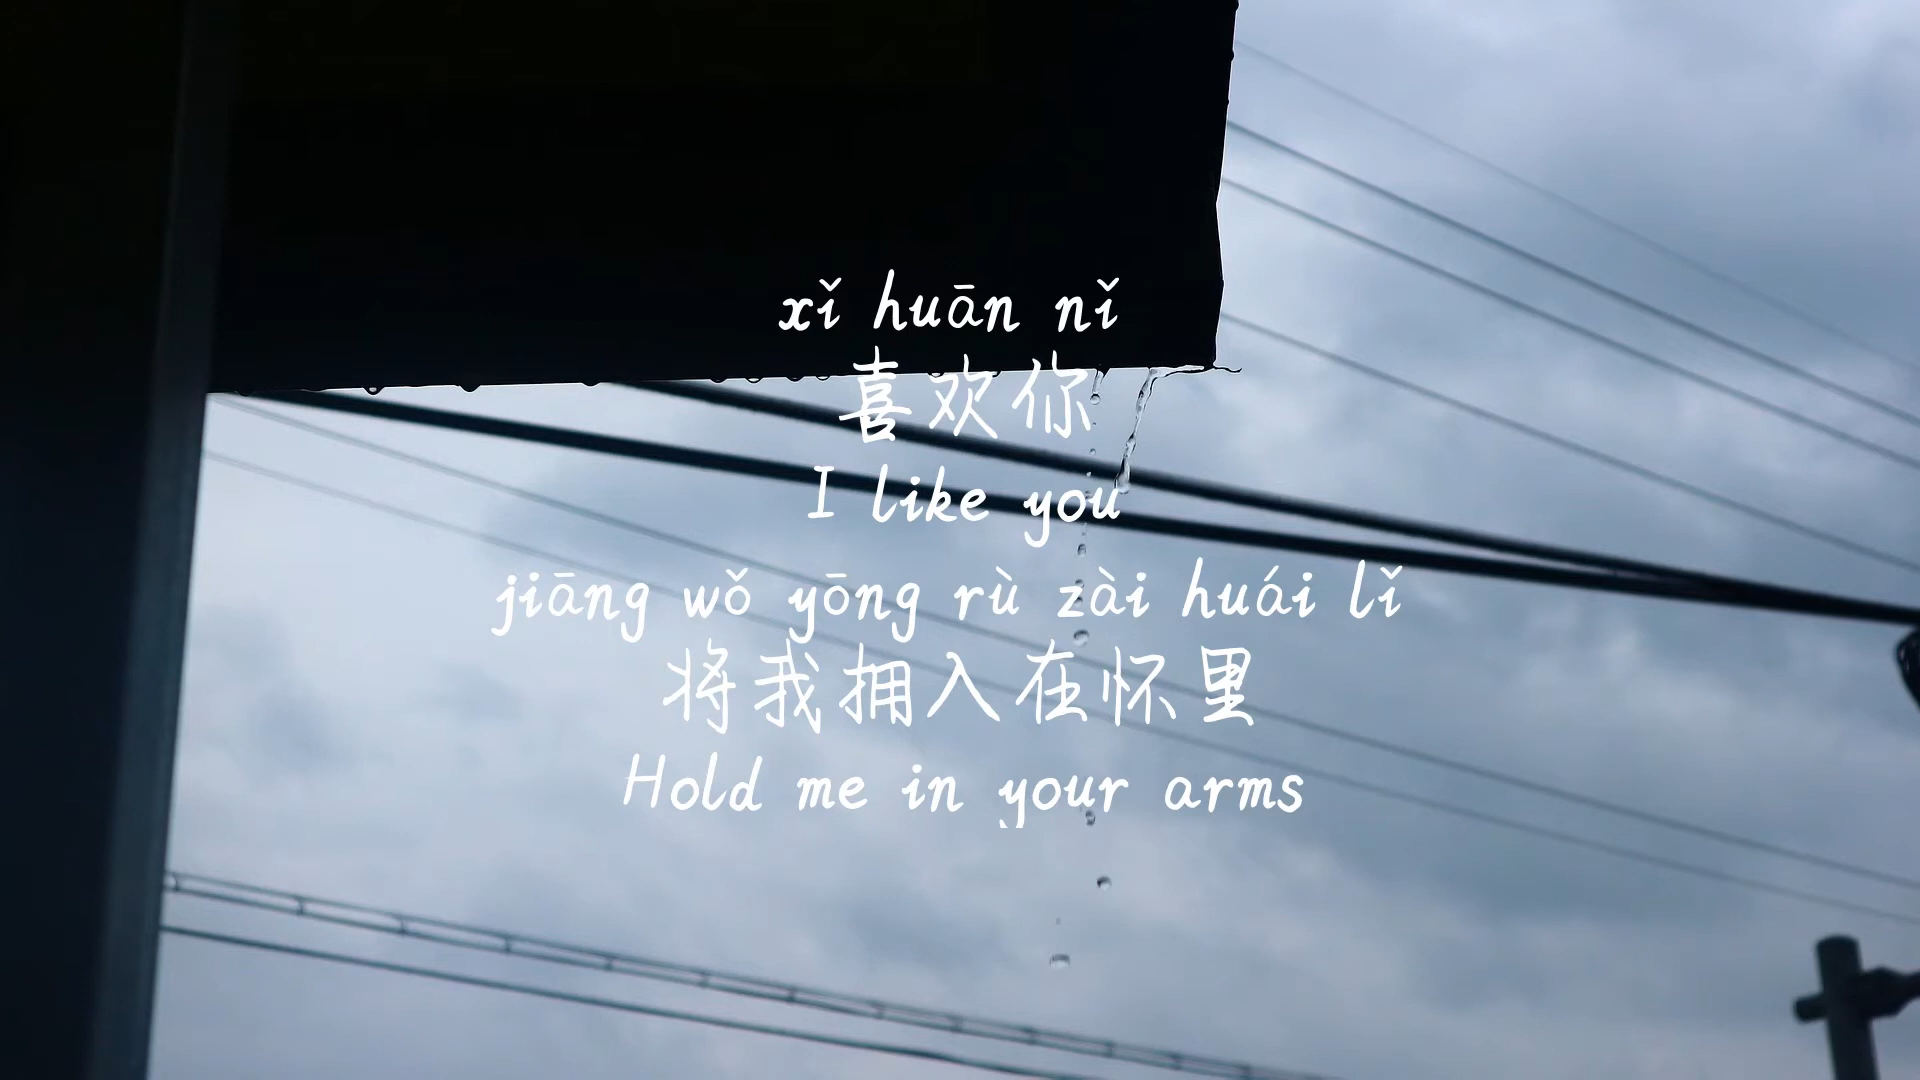 xǐ huān nǐ
喜欢你
I like you
jiāng wǒ yōng rù zài huái lǐ
将我拥入在怀里
Hold me in your arms